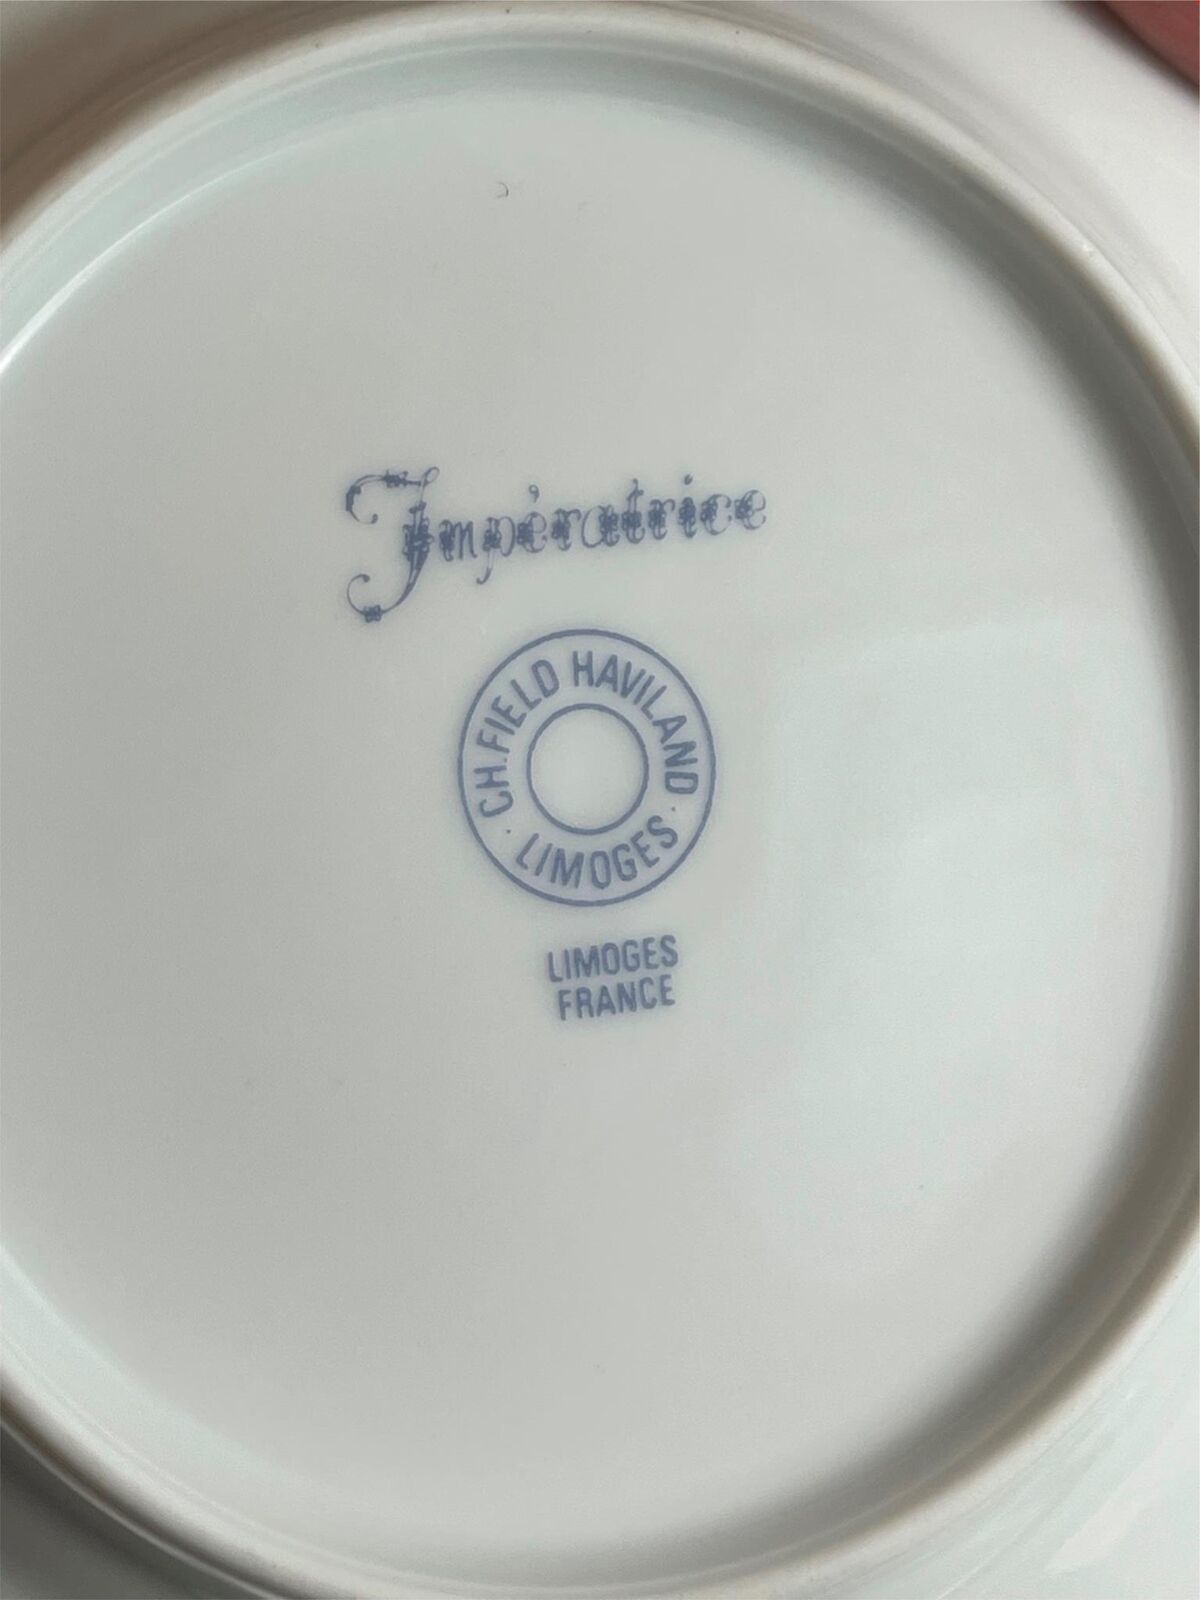 Impératrice
CH.FIELD HAVILAND
· LIMOGES ·
LIMOGES
FRANCE